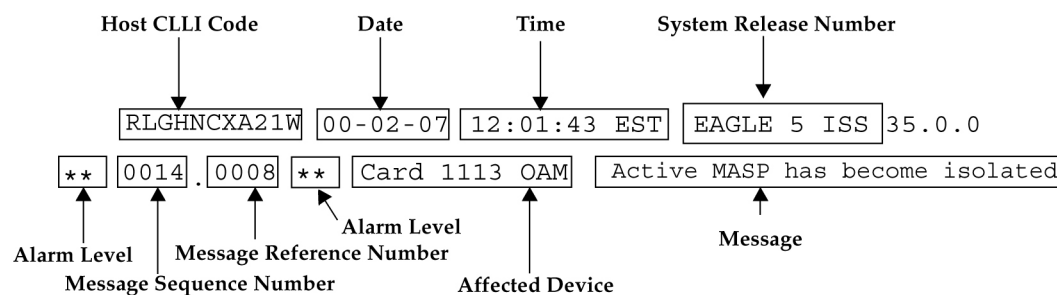 Host CLLI Code Date Time System Release Number
RLGHNCXA21W 00-02-07 12:01:43 EST EAGLE 5 ISS 35.0.0
** 0014 . 0008 ** Card 1113 OAM Active MASP has become isolated
Alarm Level
Alarm Level Message Reference Number Message
Message Sequence Number Affected Device